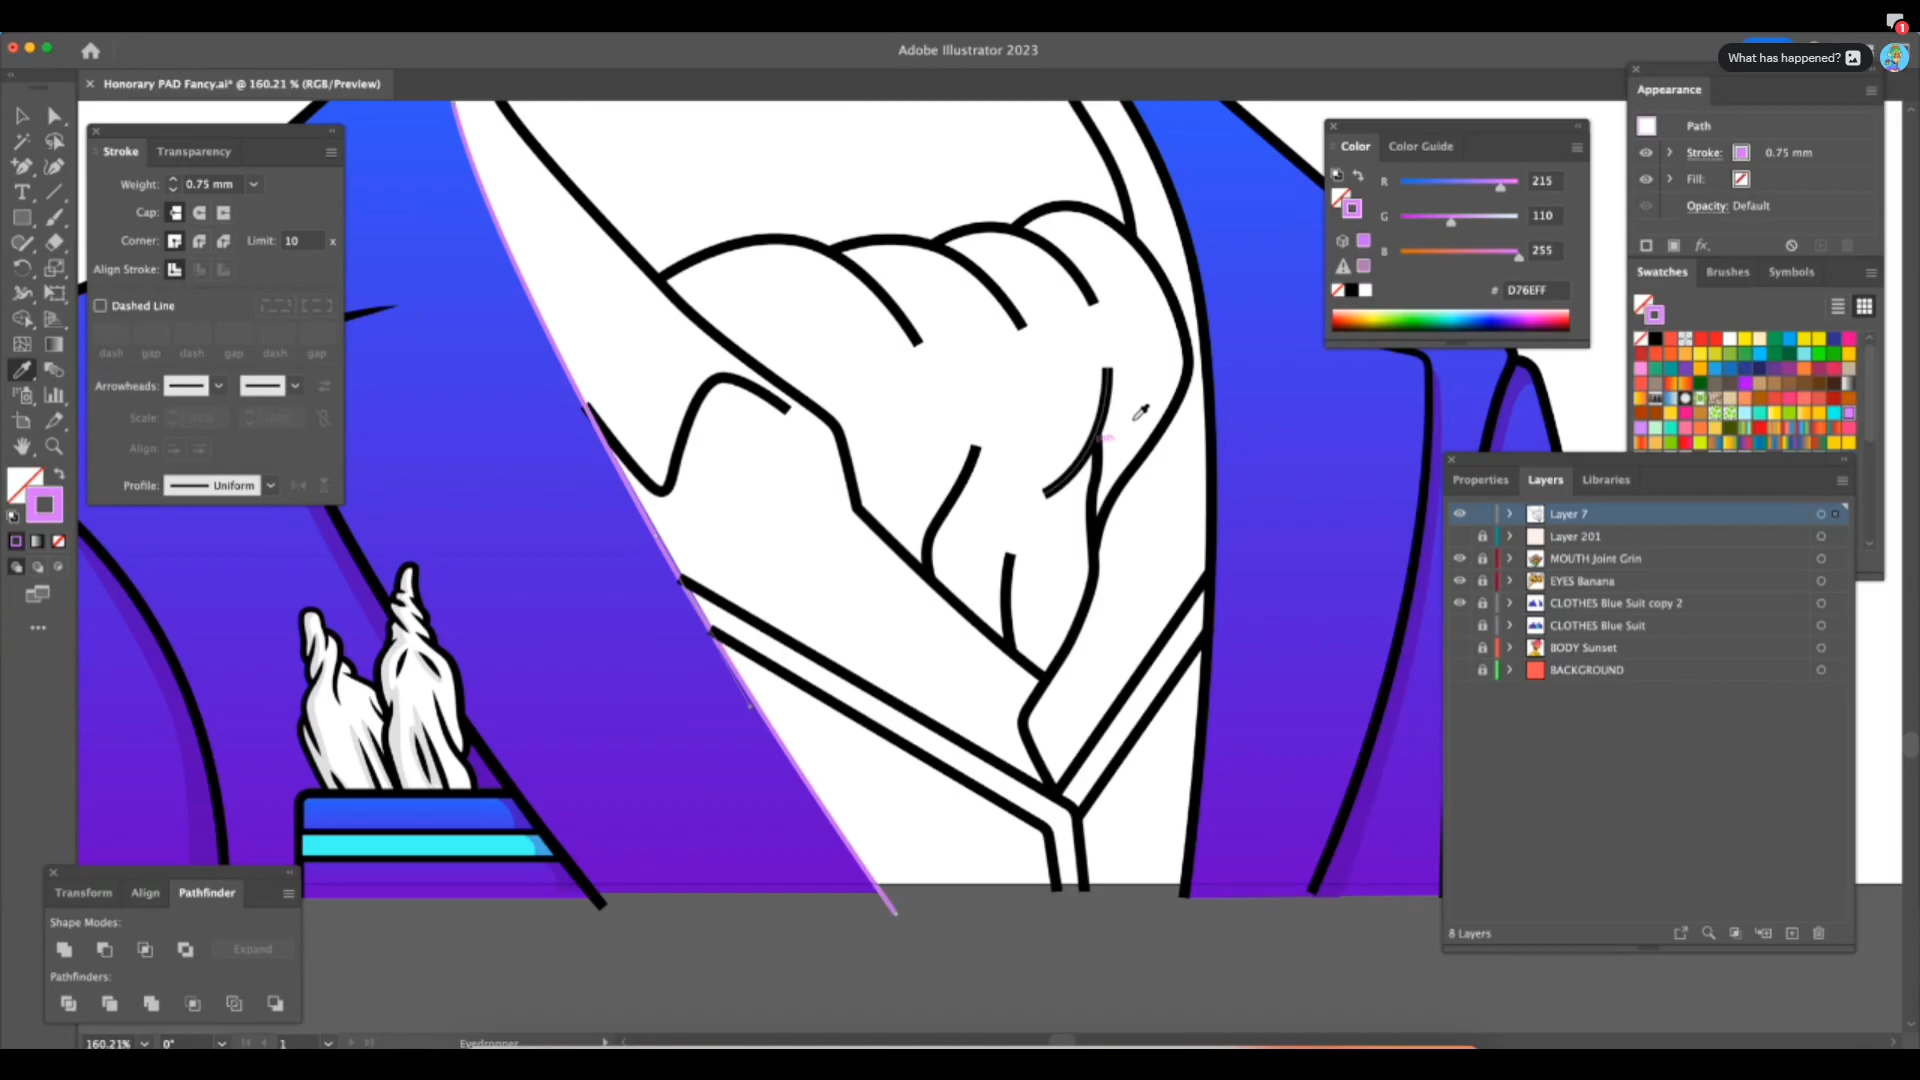 1
Adobe Illustrator 2023
What has happened?
Honorary PAD Fancy.ai* @ 160.21 % (RGB/Preview)
Stroke
Transparency
Weight:
0.75 mm
Cap:
Corner:
Limit:
10
x
Align Stroke:
Dashed Line
dash
gap
dash
gap
dash
gap
Arrowheads:
Scale:
Align:
Profile:
Uniform
Color
Color Guide
R
215
G
110
B
255
#
D76EFF
Appearance
Path
Stroke:
0.75 mm
Fill:
Opacity: Default
fx.
Swatches
Brushes
Symbols
Properties
Layers
Libraries
Layer 7
Layer 201
MOUTH Joint Grin
EYES Banana
CLOTHES Blue Suit copy 2
CLOTHES Blue Suit
BODY Sunset
BACKGROUND
8 Layers
Transform
Align
Pathfinder
Shape Modes:
Expand
Pathfinders:
160.21%
0°
1
Eyedropper